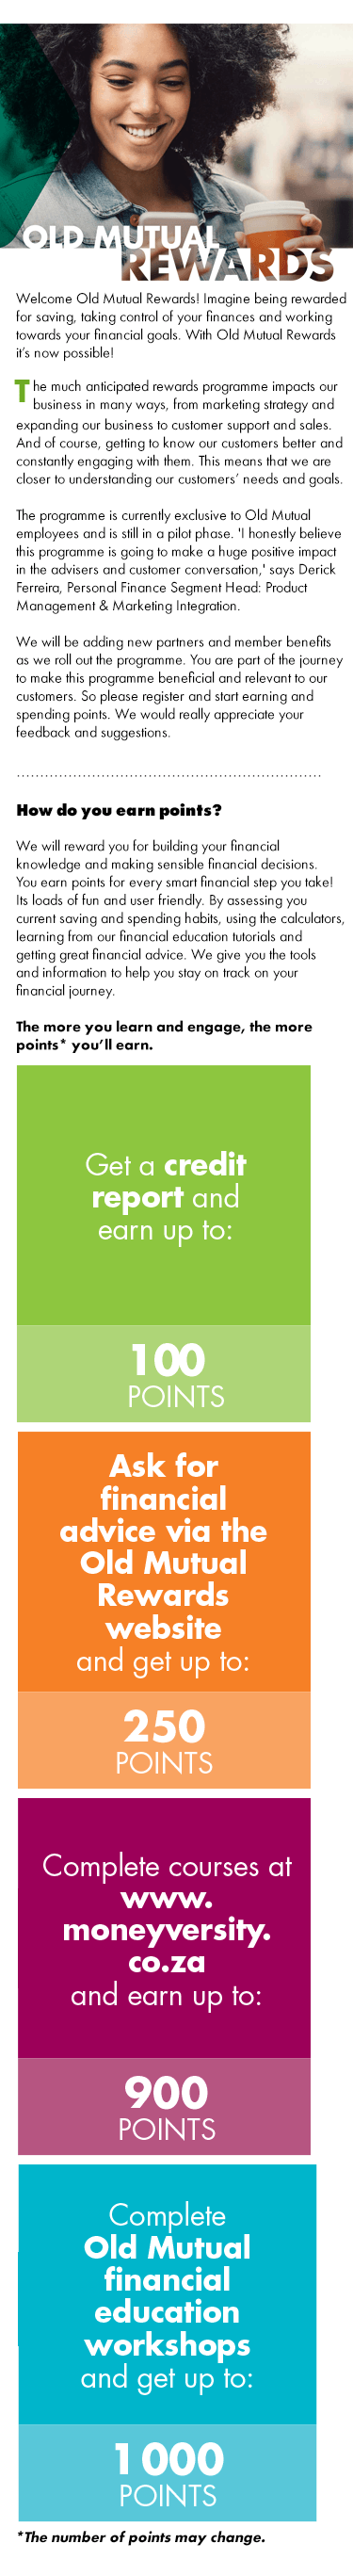 OLD MUTUAL
REWARDS
Welcome Old Mutual Rewards! Imagine being rewarded
for saving, taking control of your finances and working
towards your financial goals. With Old Mutual Rewards
it’s now possible!
The much anticipated rewards programme impacts our
business in many ways, from marketing strategy and
expanding our business to customer support and sales.
And of course, getting to know our customers better and
constantly engaging with them. This means that we are
closer to understanding our customers’ needs and goals.
The programme is currently exclusive to Old Mutual
employees and is still in a pilot phase. 'I honestly believe
this programme is going to make a huge positive impact
in the advisers and customer conversation,' says Derick
Ferreira, Personal Finance Segment Head: Product
Management & Marketing Integration.
We will be adding new partners and member benefits
as we roll out the programme. You are part of the journey
to make this programme beneficial and relevant to our
customers. So please register and start earning and
spending points. We would really appreciate your
feedback and suggestions.
How do you earn points?
We will reward you for building your financial
knowledge and making sensible financial decisions.
You earn points for every smart financial step you take!
Its loads of fun and user friendly. By assessing you
current saving and spending habits, using the calculators,
learning from our financial education tutorials and
getting great financial advice. We give you the tools
and information to help you stay on track on your
financial journey.
The more you learn and engage, the more
points* you’ll earn.
Get a credit
report and
earn up to:
100
POINTS
Ask for
financial
advice via the
Old Mutual
Rewards
website
and get up to:
250
POINTS
Complete courses at
www.
moneyversity.
co.za
and earn up to:
900
POINTS
Complete
Old Mutual
financial
education
workshops
and get up to:
1 000
POINTS
*The number of points may change.